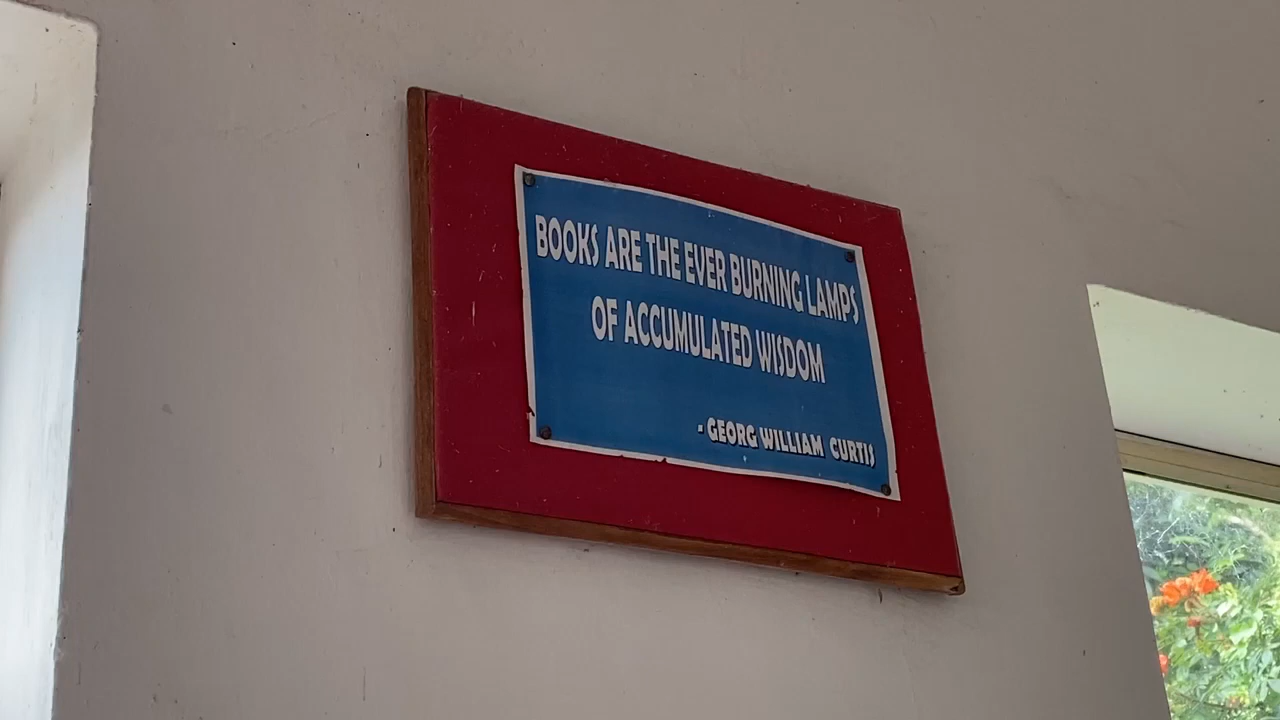 BOOKS ARE THE EVER BURNING LAMPS
OF ACCUMULATED WISDOM
- GEORG WILLIAM CURTIS